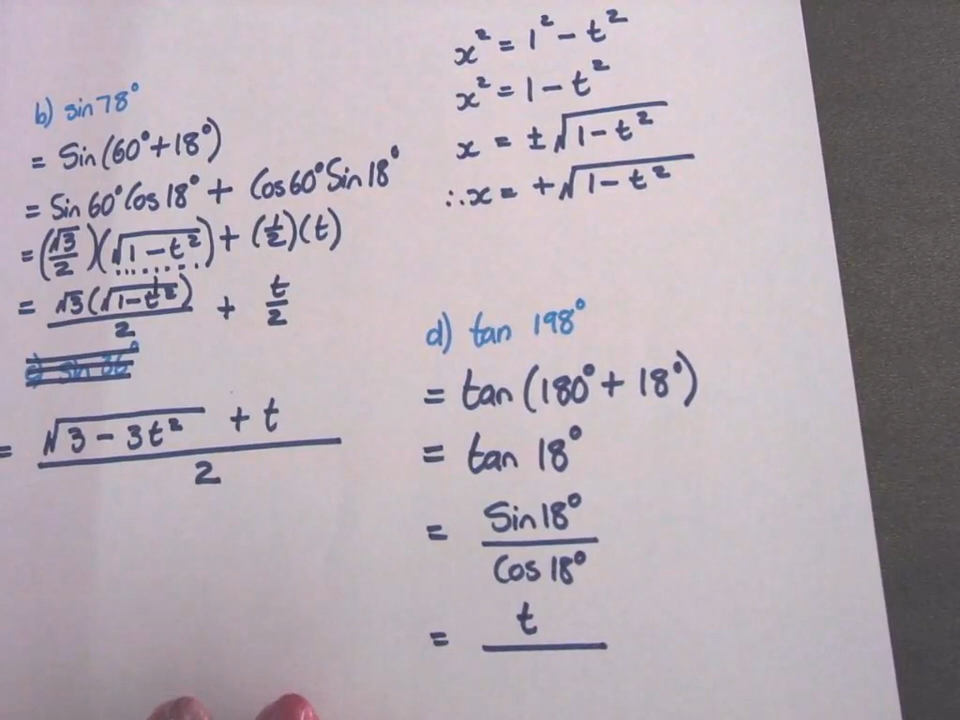 b) sin 78°
= Sin(60°+18°)
= Sin 60° Cos 18° + Cos 60° Sin 18°
= (√3/2)(√1-t²) + (½)(t)
= √3(√1-t²)/2 + t/2
= √3-3t² + t / 2
x² = 1² - t²
x² = 1 - t²
x = ±√1-t²
∴ x = +√1-t²
d) tan 198°
= tan(180°+ 18°)
= tan 18°
= Sin 18° / Cos 18°
= t /